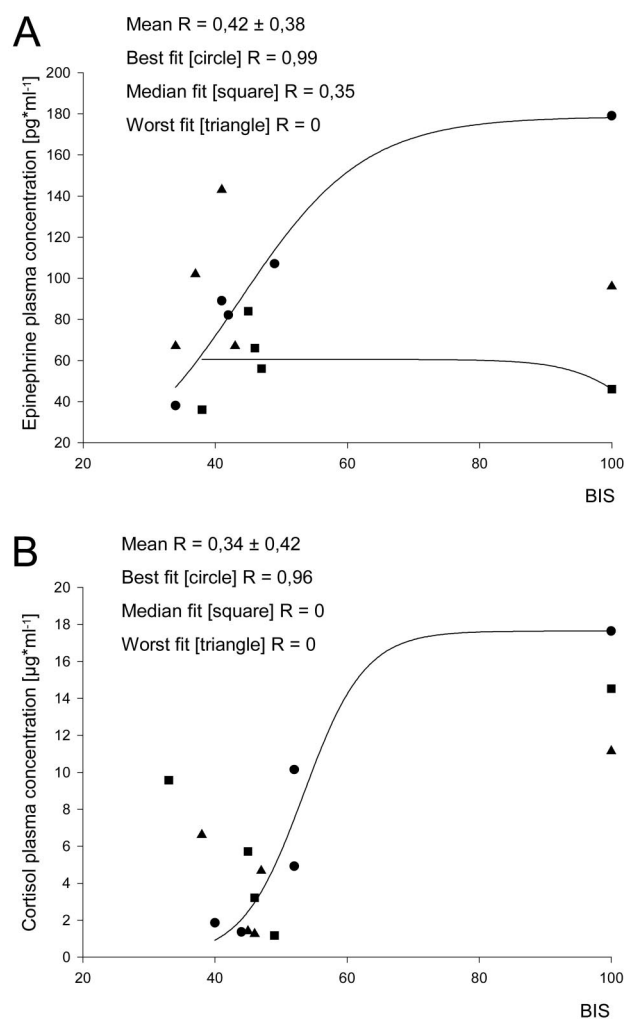 A
Mean R = 0,42 ± 0,38
Best fit [circle] R = 0,99
Median fit [square] R = 0,35
Worst fit [triangle] R = 0
Epinephrine plasma concentration [pg*ml-1]
200
180
160
140
120
100
80
60
40
20
20 40 60 80 100
BIS
B
Mean R = 0,34 ± 0,42
Best fit [circle] R = 0,96
Median fit [square] R = 0
Worst fit [triangle] R = 0
Cortisol plasma concentration [µg*ml-1]
20
18
16
14
12
10
8
6
4
2
0
20 40 60 80 100
BIS